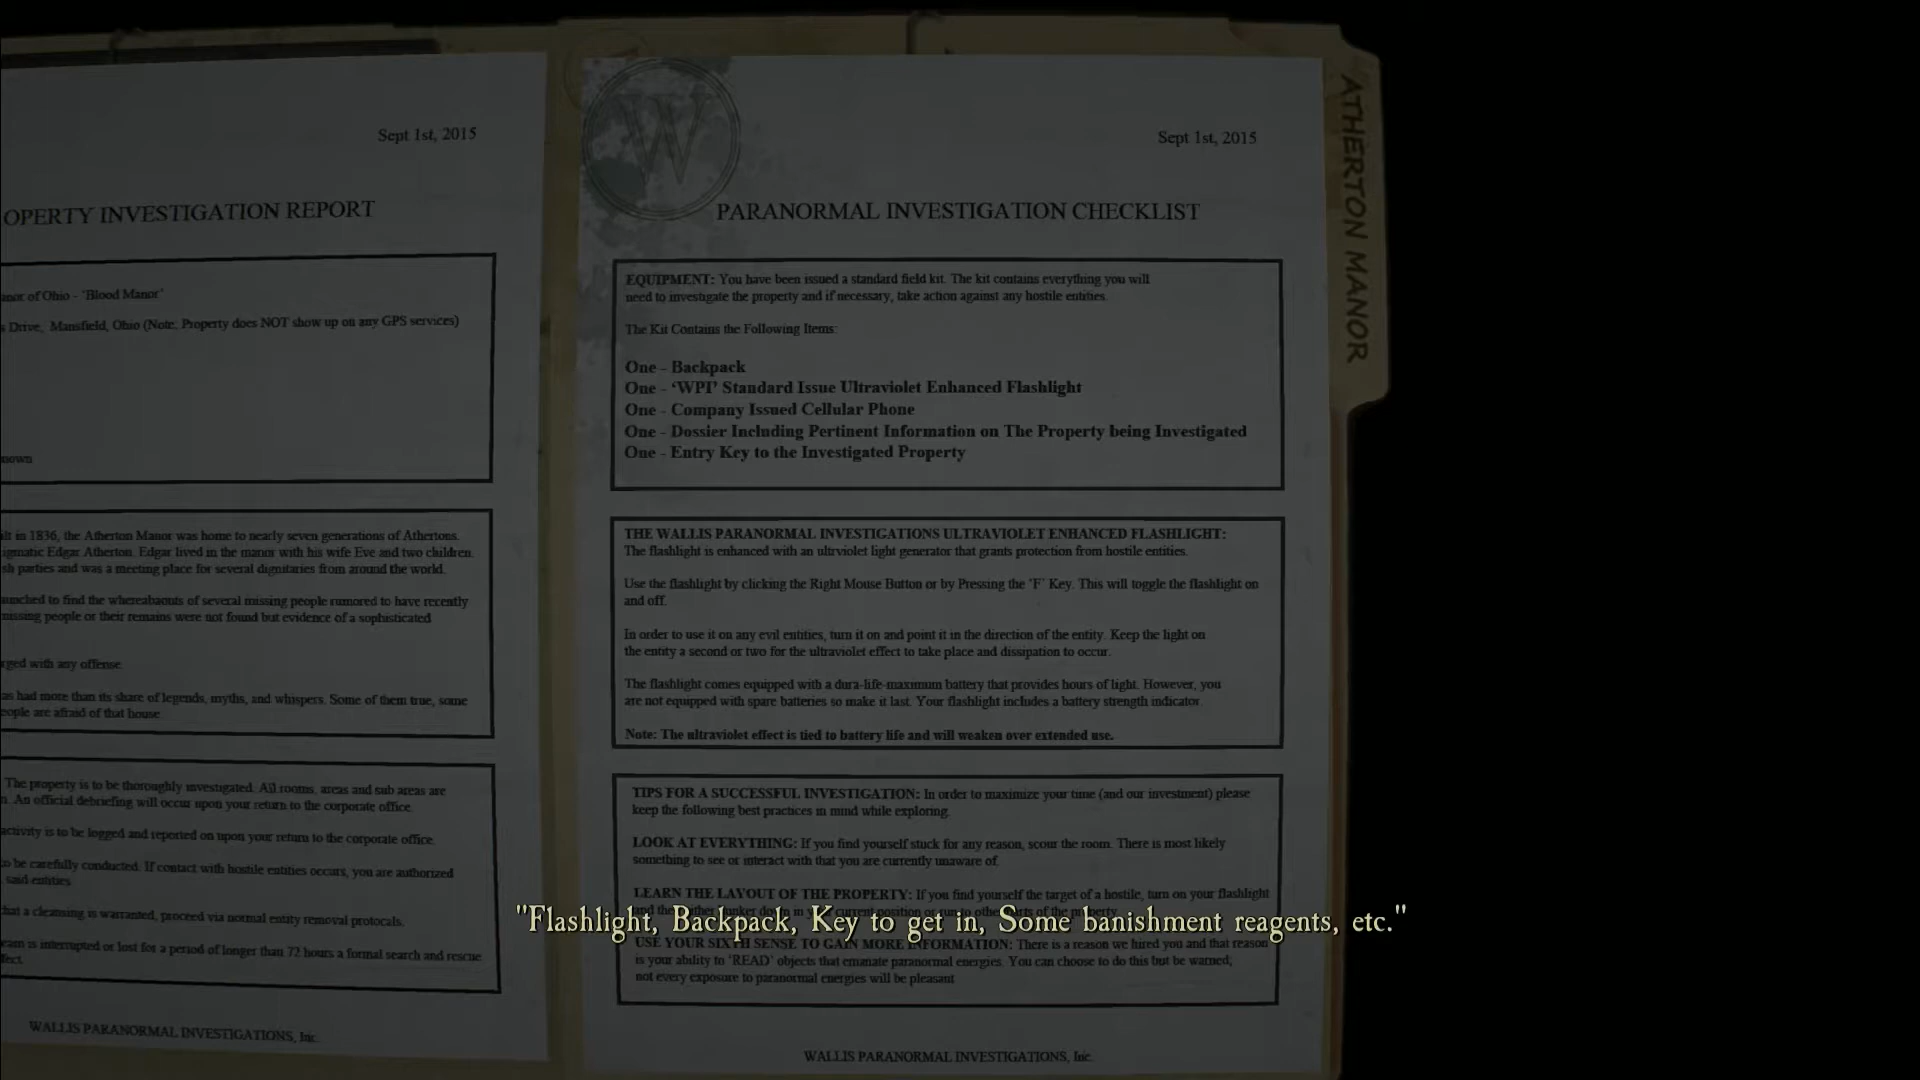 Sept 1st, 2015
OPERTY INVESTIGATION REPORT
anor of Ohio - 'Blood Manor'
s Drive, Mansfield, Ohio (Note: Property does NOT show up on any GPS services)
nown
ilt in 1836, the Atherton Manor was home to nearly seven generations of Athertons.
igmatic Edgar Atherton. Edgar lived in the manor with his wife Eve and two children.
sh parties and was a meeting place for several dignitaries from around the world.
aunched to find the whereabaouts of several missing people rumored to have recently
missing people or their remains were not found but evidence of a sophisticated
rged with any offense.
as had more than its share of legends, myths, and whispers. Some of them true, some
eople are afraid of that house.
The property is to be thoroughly investigated. All rooms, areas and sub areas are
n. An official debriefing will occur upon your return to the corporate office.
activity is to be logged and reported on upon your return to the corporate office.
to be carefully conducted. If contact with hostile entities occurs, you are authorized
said entities.
that a cleansing is warranted, proceed via normal entity removal protocals.
eam is interrupted or lost for a period of longer than 72 hours a formal search and rescue
fect.
WALLIS PARANORMAL INVESTIGATIONS, Inc.
W
Sept 1st, 2015
PARANORMAL INVESTIGATION CHECKLIST
EQUIPMENT: You have been issued a standard field kit. The kit contains everything you will
need to investigate the property and if necessary, take action against any hostile entities.
The Kit Contains the Following Items:
One - Backpack
One - 'WPI' Standard Issue Ultraviolet Enhanced Flashlight
One - Company Issued Cellular Phone
One - Dossier Including Pertinent Information on The Property being Investigated
One - Entry Key to the Investigated Property
THE WALLIS PARANORMAL INVESTIGATIONS ULTRAVIOLET ENHANCED FLASHLIGHT:
The flashlight is enhanced with an ultrviolet light generator that grants protection from hostile entities.
Use the flashlight by clicking the Right Mouse Button or by Pressing the 'F' Key. This will toggle the flashlight on
and off.
In order to use it on any evil entities, turn it on and point it in the direction of the entity. Keep the light on
the entity a second or two for the ultraviolet effect to take place and dissipation to occur.
The flashlight comes equipped with a dura-life-maximum battery that provides hours of light. However, you
are not equipped with spare batteries so make it last. Your flashlight includes a battery strength indicator.
Note: The ultraviolet effect is tied to battery life and will weaken over extended use.
TIPS FOR A SUCCESSFUL INVESTIGATION: In order to maximize your time (and our investment) please
keep the following best practices in mind while exploring.
LOOK AT EVERYTHING: If you find yourself stuck for any reason, scour the room. There is most likely
something to see or interact with that you are currently unaware of.
LEARN THE LAYOUT OF THE PROPERTY: If you find yourself the target of a hostile, turn on your flashlight
and then either hunker down in your current position or run to other parts of the property.
"Flashlight, Backpack, Key to get in, Some banishment reagents, etc."
USE YOUR SIXTH SENSE TO GAIN MORE INFORMATION: There is a reason we hired you and that reason
is your ability to 'READ' objects that emanate paranormal energies. You can choose to do this but be warned,
not every exposure to paranormal energies will be pleasant
WALLIS PARANORMAL INVESTIGATIONS, Inc.
ATHERTON MANOR